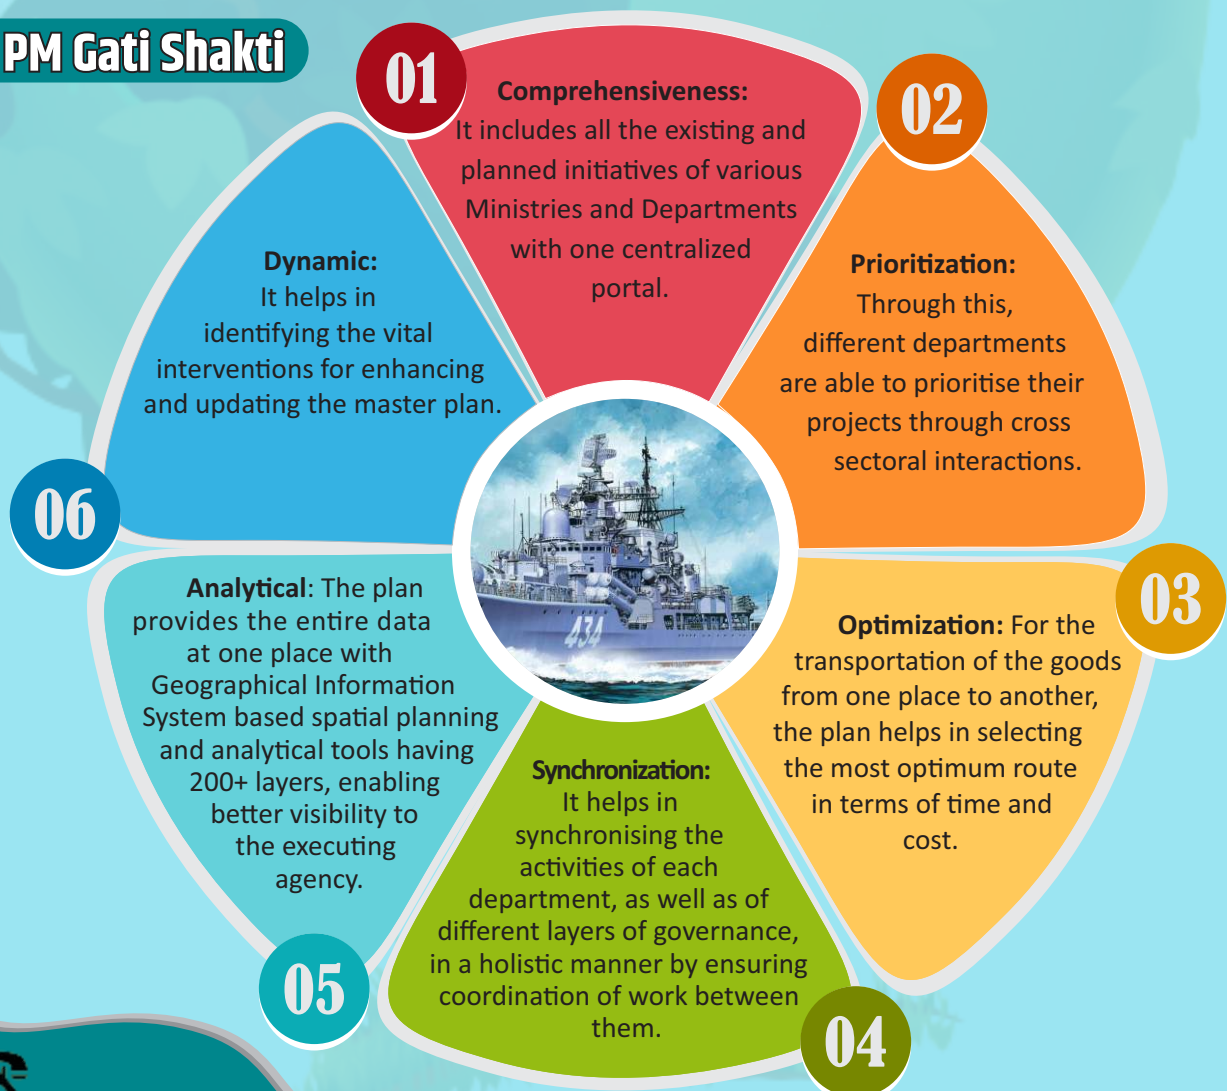 PM Gati Shakti
01
Comprehensiveness:
It includes all the existing and
planned initiatives of various
Ministries and Departments
with one centralized
portal.
02
Prioritization:
Through this,
different departments
are able to prioritise their
projects through cross
sectoral interactions.
03
Optimization: For the
transportation of the goods
from one place to another,
the plan helps in selecting
the most optimum route
in terms of time and
cost.
04
Synchronization:
It helps in
synchronising the
activities of each
department, as well as of
different layers of governance,
in a holistic manner by ensuring
coordination of work between
them.
05
Analytical: The plan
provides the entire data
at one place with
Geographical Information
System based spatial planning
and analytical tools having
200+ layers, enabling
better visibility to
the executing
agency.
06
Dynamic:
It helps in
identifying the vital
interventions for enhancing
and updating the master plan.
434